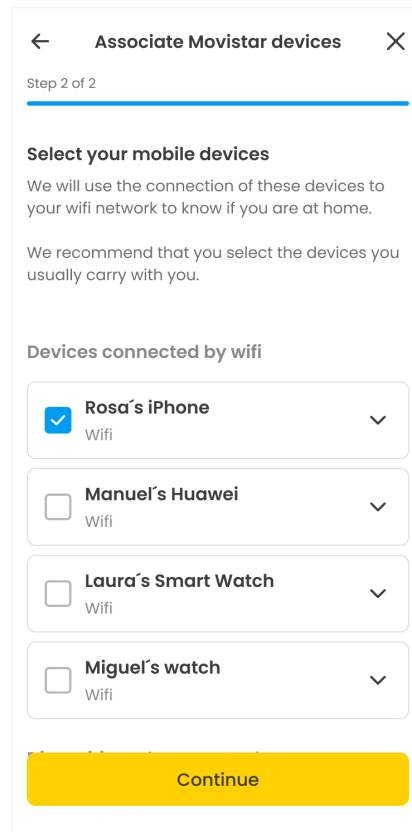 Associate Movistar devices
Step 2 of 2
Select your mobile devices
We will use the connection of these devices to
your wifi network to know if you are at home.
We recommend that you select the devices you
usually carry with you.
Devices connected by wifi
Rosa´s iPhone
Wifi
Manuel´s Huawei
Wifi
Laura´s Smart Watch
Wifi
Miguel´s watch
Wifi
Continue